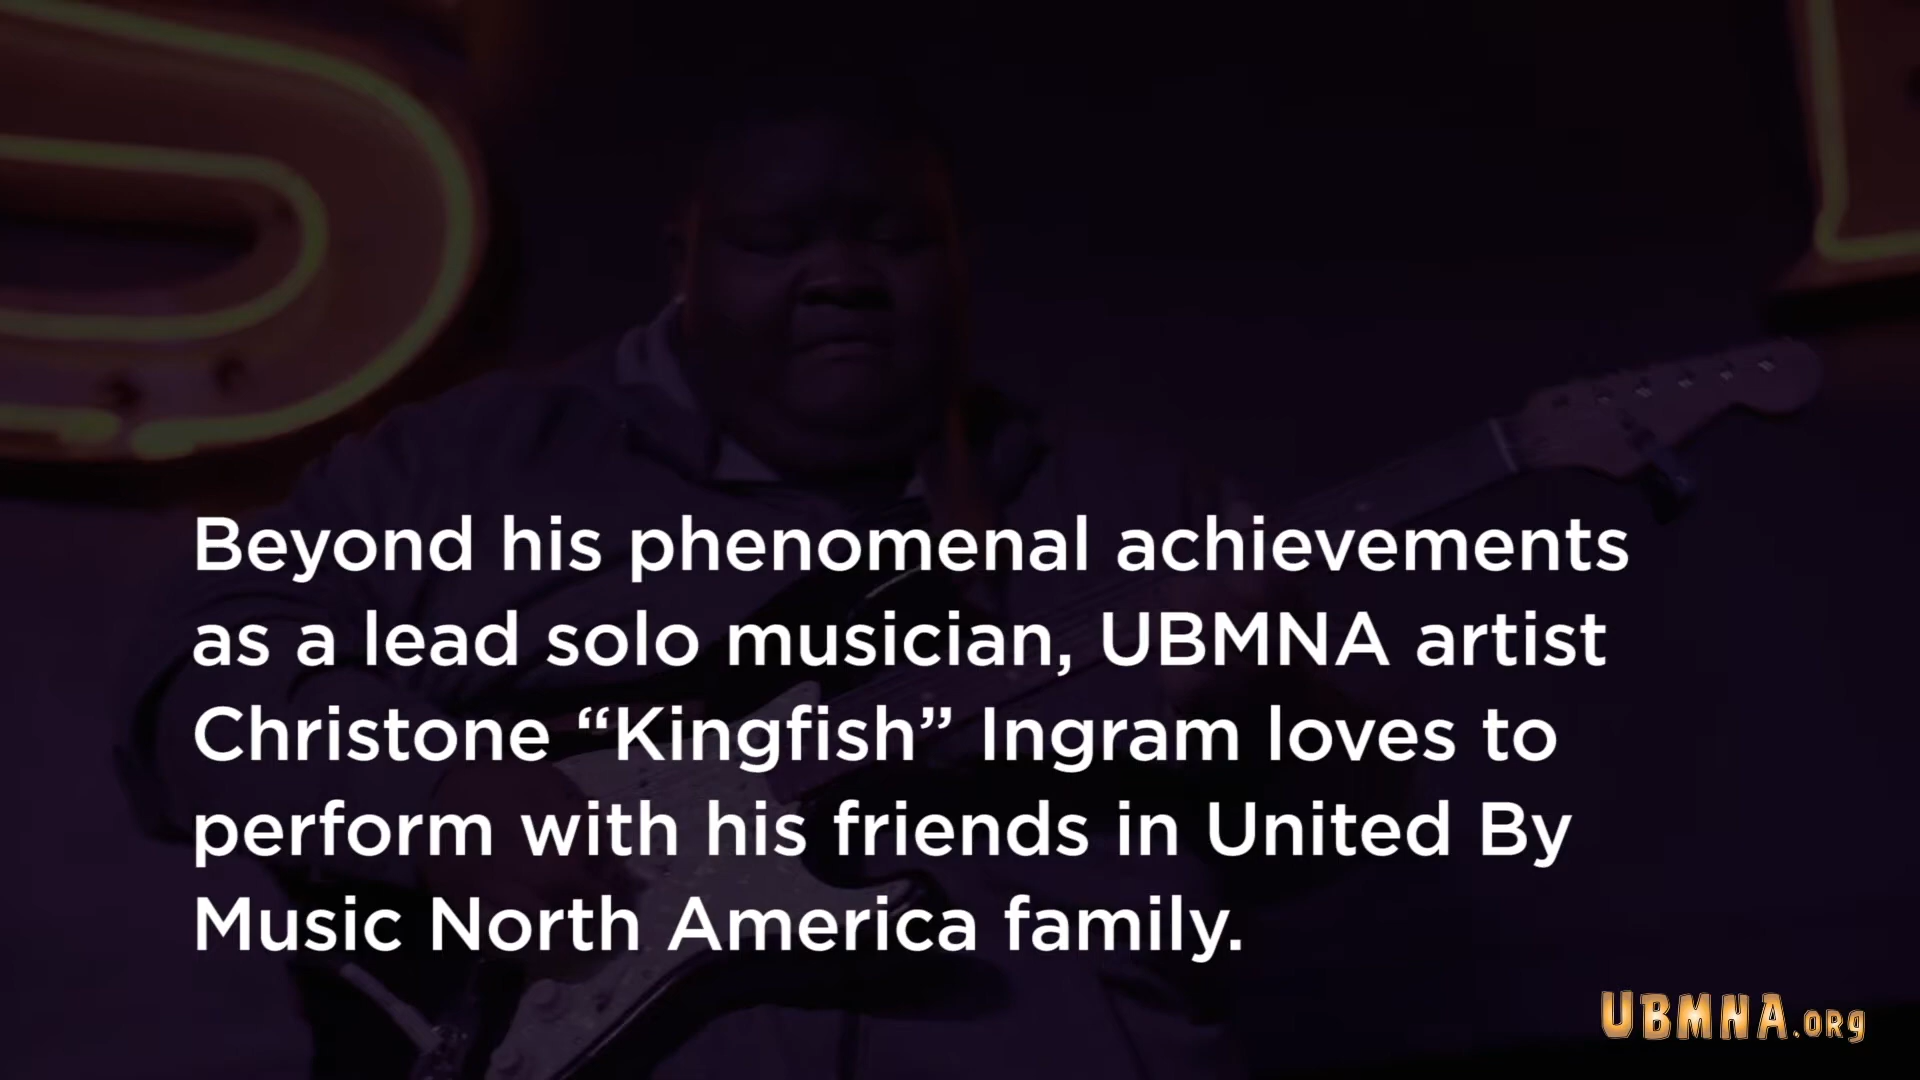 Beyond his phenomenal achievements
as a lead solo musician, UBMNA artist
Christone “Kingfish” Ingram loves to
perform with his friends in United By
Music North America family.
UBMNA.org